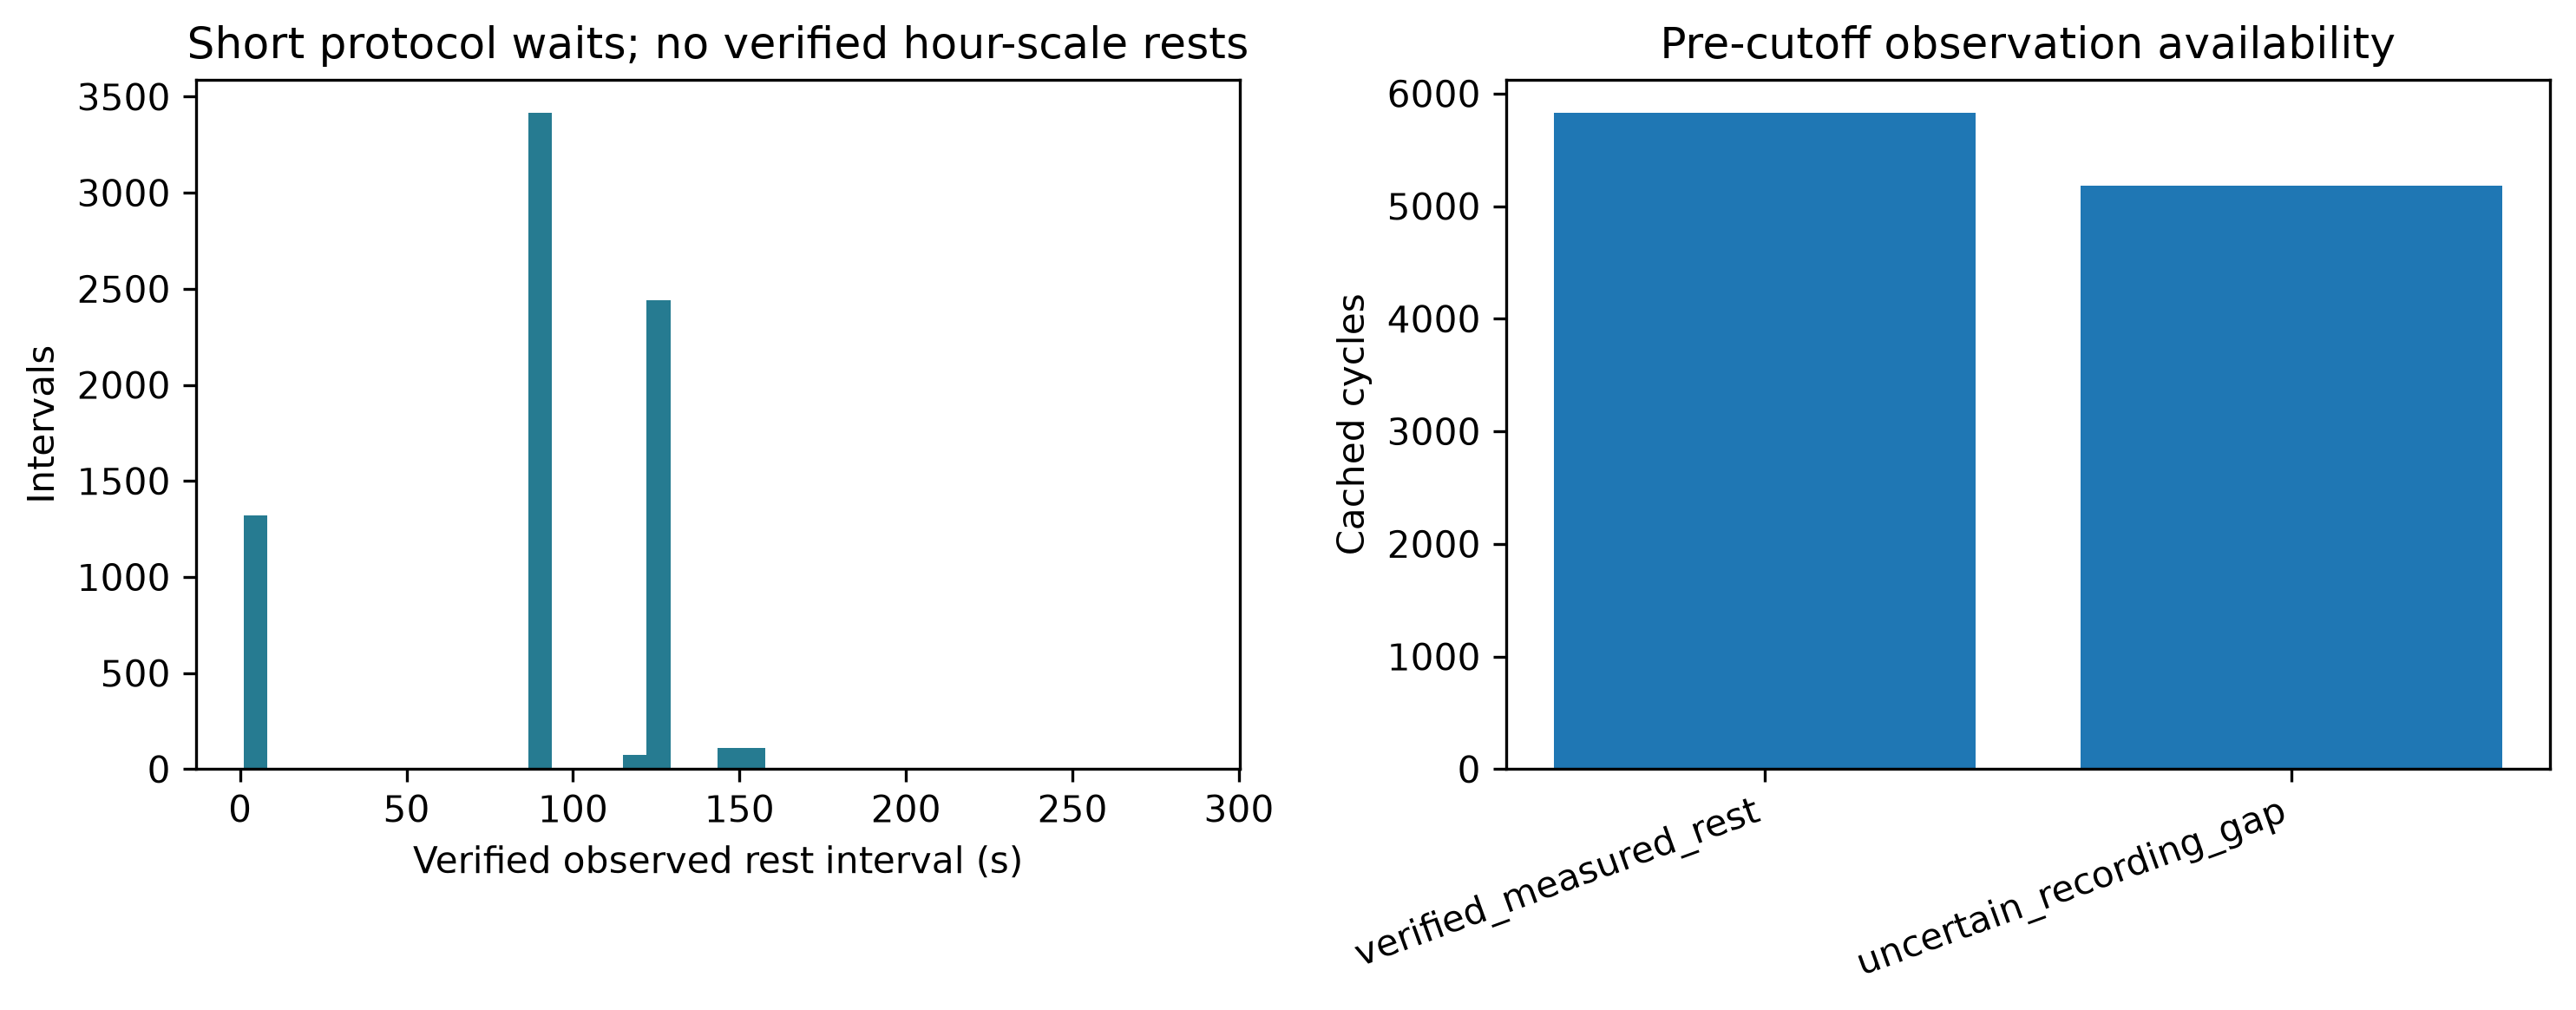 Short protocol waits; no verified hour-scale rests
3500
3000
2500
2000
1500
1000
500
0
Intervals
0 50 100 150 200 250 300
Verified observed rest interval (s)
Pre-cutoff observation availability
6000
5000
4000
3000
2000
1000
0
Cached cycles
verified_measured_rest
uncertain_recording_gap